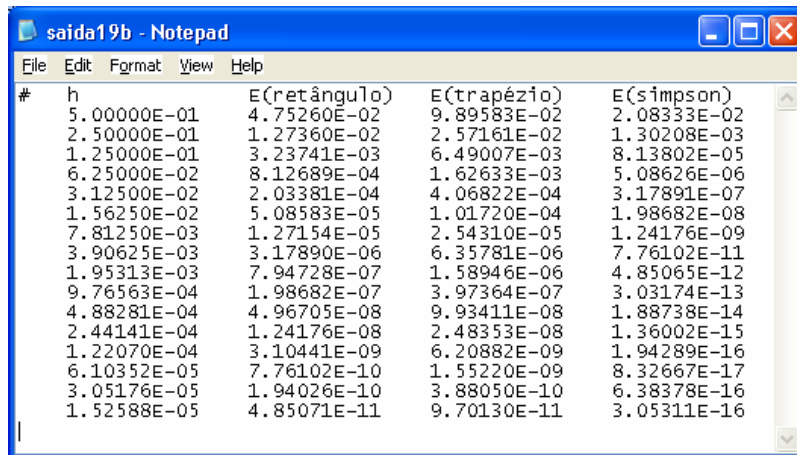 saida19b - Notepad
File Edit Format View Help
# h E(retângulo) E(trapézio) E(simpson)
5.00000E-01 4.75260E-02 9.89583E-02 2.08333E-02
2.50000E-01 1.27360E-02 2.57161E-02 1.30208E-03
1.25000E-01 3.23741E-03 6.49007E-03 8.13802E-05
6.25000E-02 8.12689E-04 1.62633E-03 5.08626E-06
3.12500E-02 2.03381E-04 4.06822E-04 3.17891E-07
1.56250E-02 5.08583E-05 1.01720E-04 1.98682E-08
7.81250E-03 1.27154E-05 2.54310E-05 1.24176E-09
3.90625E-03 3.17890E-06 6.35781E-06 7.76102E-11
1.95313E-03 7.94728E-07 1.58946E-06 4.85065E-12
9.76563E-04 1.98682E-07 3.97364E-07 3.03174E-13
4.88281E-04 4.96705E-08 9.93411E-08 1.88738E-14
2.44141E-04 1.24176E-08 2.48353E-08 1.36002E-15
1.22070E-04 3.10441E-09 6.20882E-09 1.94289E-16
6.10352E-05 7.76102E-10 1.55220E-09 8.32667E-17
3.05176E-05 1.94026E-10 3.88050E-10 6.38378E-16
1.52588E-05 4.85071E-11 9.70130E-11 3.05311E-16